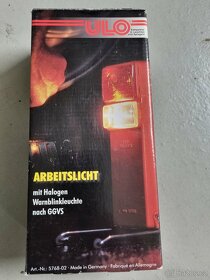 ULO
ARBEITSLICHT
mit Halogen
Warnblinkleuchte
nach GGVS
Art.-Nr.: 5768-02 · Made in Germany · Fabriqué en Allemagne